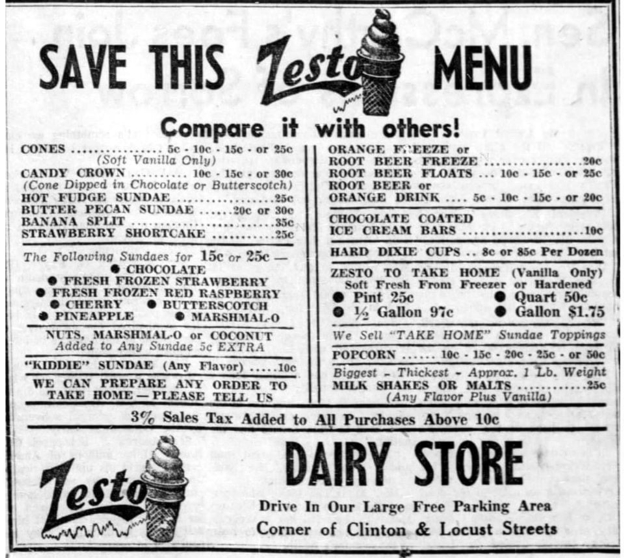 SAVE THIS Zesto MENU
Compare it with others!
CONES .................. 5c - 10c - 15c - or 25c
(Soft Vanilla Only)
CANDY CROWN .......... 10c - 15c - or 30c
(Cone Dipped in Chocolate or Butterscotch)
HOT FUDGE SUNDAE ....................25c
BUTTER PECAN SUNDAE ......20c or 30c
BANANA SPLIT .........................35c
STRAWBERRY SHORTCAKE ............25c
The Following Sundaes for 15c or 25c —
● CHOCOLATE
● FRESH FROZEN STRAWBERRY
● FRESH FROZEN RED RASPBERRY
● CHERRY ● BUTTERSCOTCH
● PINEAPPLE ● MARSHMAL-O
NUTS, MARSHMAL-O or COCONUT
Added to Any Sundae 5c EXTRA
"KIDDIE" SUNDAE (Any Flavor) .....10c
WE CAN PREPARE ANY ORDER TO
TAKE HOME — PLEASE TELL US
ORANGE FREEZE or
ROOT BEER FREEZE ..................20c
ROOT BEER FLOATS ... 10c - 15c - or 25c
ROOT BEER or
ORANGE DRINK .... 5c - 10c - 15c or 20c
CHOCOLATE COATED
ICE CREAM BARS .....................10c
HARD DIXIE CUPS .. 8c or 85c Per Dozen
ZESTO TO TAKE HOME (Vanilla Only)
Soft Fresh From Freezer or Hardened
● Pint 25c ● Quart 50c
● ½ Gallon 97c ● Gallon $1.75
We Sell "TAKE HOME" Sundae Toppings
POPCORN ...... 10c - 15c - 20c - 25c - or 50c
Biggest - Thickest - Approx. 1 Lb. Weight
MILK SHAKES OR MALTS .............25c
(Any Flavor Plus Vanilla)
3% Sales Tax Added to All Purchases Above 10c
Zesto DAIRY STORE
Drive In Our Large Free Parking Area
Corner of Clinton & Locust Streets